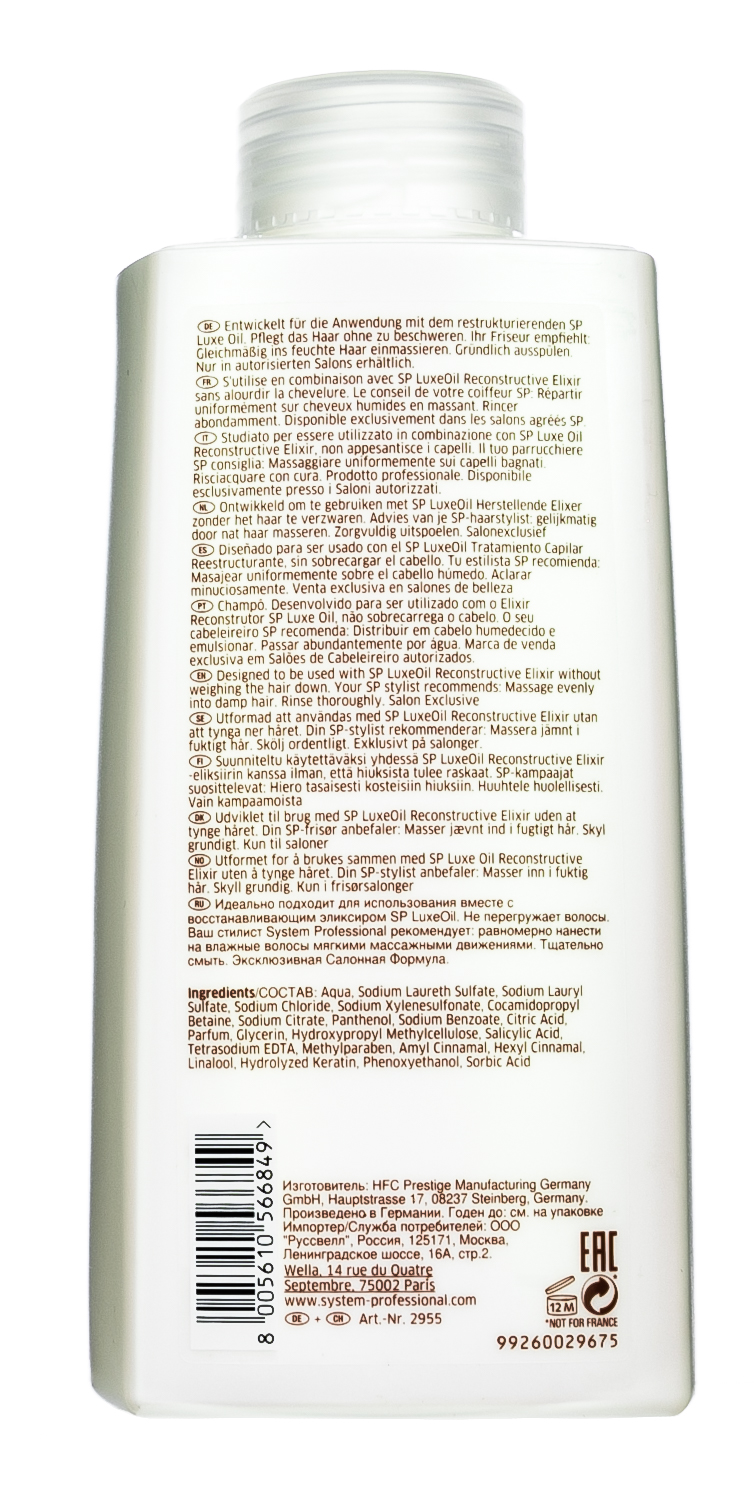 DE Entwickelt für die Anwendung mit dem restrukturierenden SP
Luxe Oil. Pflegt das Haar ohne zu beschweren. Ihr Friseur empfiehlt:
Gleichmäßig ins feuchte Haar einmassieren. Gründlich ausspülen.
Nur in autorisierten Salons erhältlich.
FR S'utilise en combinaison avec SP LuxeOil Reconstructive Elixir
sans alourdir la chevelure. Le conseil de votre coiffeur SP: Répartir
uniformément sur cheveux humides en massant. Rincer
abondamment. Disponible exclusivement dans les salons agréés SP.
IT Studiato per essere utilizzato in combinazione con SP Luxe Oil
Reconstructive Elixir, non appesantisce i capelli. Il tuo parrucchiere
SP consiglia: Massaggiare uniformemente sui capelli bagnati.
Risciacquare con cura. Prodotto professionale. Disponibile
esclusivamente presso i Saloni autorizzati.
NL Ontwikkeld om te gebruiken met SP LuxeOil Herstellende Elixer
zonder het haar te verzwaren. Advies van je SP-haarstylist: gelijkmatig
door nat haar masseren. Zorgvuldig uitspoelen. Salonexclusief
ES Diseñado para ser usado con el SP LuxeOil Tratamiento Capilar
Reestructurante, sin sobrecargar el cabello. Tu estilista SP recomienda:
Masajear uniformemente sobre el cabello húmedo. Aclarar
minuciosamente. Venta exclusiva en salones de belleza
PT Champô. Desenvolvido para ser utilizado com o Elixir
Reconstrutor SP Luxe Oil, não sobrecarrega o cabelo. O seu
cabeleireiro SP recomenda: Distribuir em cabelo humedecido e
emulsionar. Passar abundantemente por água. Marca de venda
exclusiva em Salões de Cabeleireiro autorizados.
EN Designed to be used with SP LuxeOil Reconstructive Elixir without
weighing the hair down. Your SP stylist recommends: Massage evenly
into damp hair. Rinse thoroughly. Salon Exclusive
SE Utformad att användas med SP LuxeOil Reconstructive Elixir utan
att tynga ner håret. Din SP-stylist rekommenderar: Massera jämnt i
fuktigt hår. Skölj ordentligt. Exklusivt på salonger.
FI Suunniteltu käytettäväksi yhdessä SP LuxeOil Reconstructive Elixir
-eliksiirin kanssa ilman, että hiuksista tulee raskaat. SP-kampaajat
suosittelevat: Hiero tasaisesti kosteisiin hiuksiin. Huuhtele huolellisesti.
Vain kampaamoista
DK Udviklet til brug med SP LuxeOil Reconstructive Elixir uden at
tynge håret. Din SP-frisør anbefaler: Masser jævnt ind i fugtigt hår. Skyl
grundigt. Kun til saloner
NO Utformet for å brukes sammen med SP Luxe Oil Reconstructive
Elixir uten å tynge håret. Din SP-stylist anbefaler: Masser inn i fuktig
hår. Skyll grundig. Kun i frisørsalonger
RU Идеально подходит для использования вместе с
восстанавливающим эликсиром SP LuxeOil. Не перегружает волосы.
Ваш стилист System Professional рекомендует: равномерно нанести
на влажные волосы мягкими массажными движениями. Тщательно
смыть. Эксклюзивная Салонная Формула.
Ingredients/СОСТАВ: Aqua, Sodium Laureth Sulfate, Sodium Lauryl
Sulfate, Sodium Chloride, Sodium Xylenesulfonate, Cocamidopropyl
Betaine, Sodium Citrate, Panthenol, Sodium Benzoate, Citric Acid,
Parfum, Glycerin, Hydroxypropyl Methylcellulose, Salicylic Acid,
Tetrasodium EDTA, Methylparaben, Amyl Cinnamal, Hexyl Cinnamal,
Linalool, Hydrolyzed Keratin, Phenoxyethanol, Sorbic Acid
8 005610 566849 >
Изготовитель: HFC Prestige Manufacturing Germany
GmbH, Hauptstrasse 17, 08237 Steinberg, Germany.
Произведено в Германии. Годен до: см. на упаковке
Импортер/Служба потребителей: ООО
"Руссвелл", Россия, 125171, Москва,
Ленинградское шоссе, 16А, стр.2.
Wella, 14 rue du Quatre
Septembre, 75002 Paris
www.system-professional.com
DE + CH Art.-Nr. 2955
EAC
12 M
*NOT FOR FRANCE
99260029675